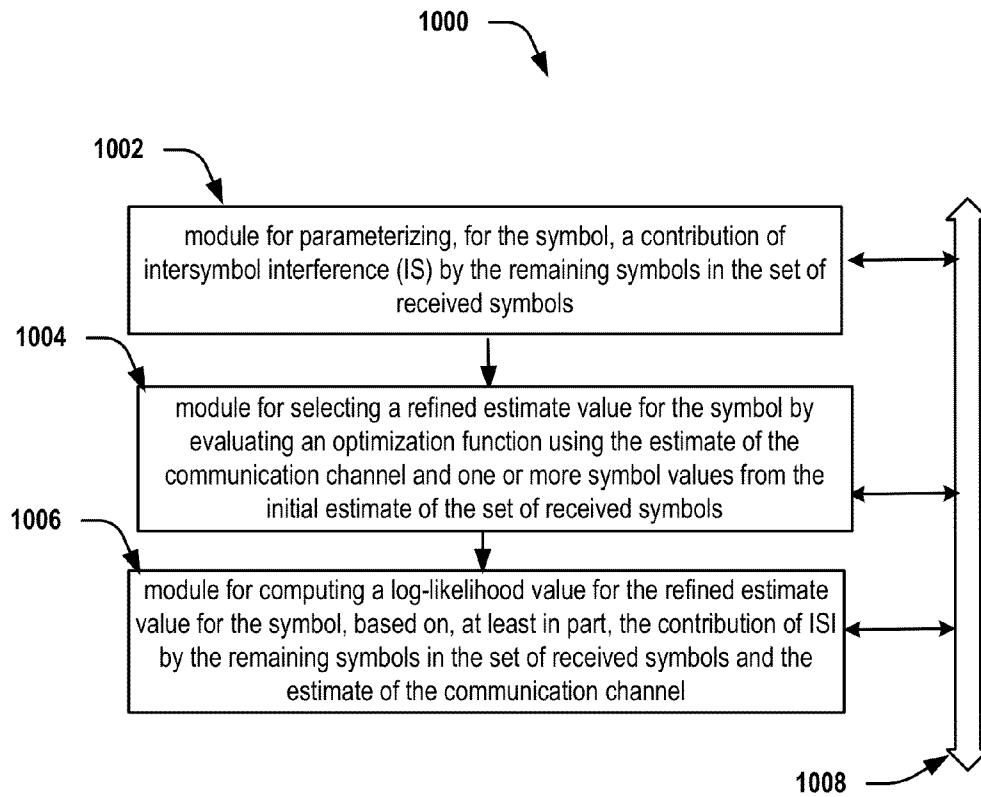 1000
1002
module for parameterizing, for the symbol, a contribution of
intersymbol interference (IS) by the remaining symbols in the set of
received symbols
1004
module for selecting a refined estimate value for the symbol by
evaluating an optimization function using the estimate of the
communication channel and one or more symbol values from the
initial estimate of the set of received symbols
1006
module for computing a log-likelihood value for the refined estimate
value for the symbol, based on, at least in part, the contribution of ISI
by the remaining symbols in the set of received symbols and the
estimate of the communication channel
1008